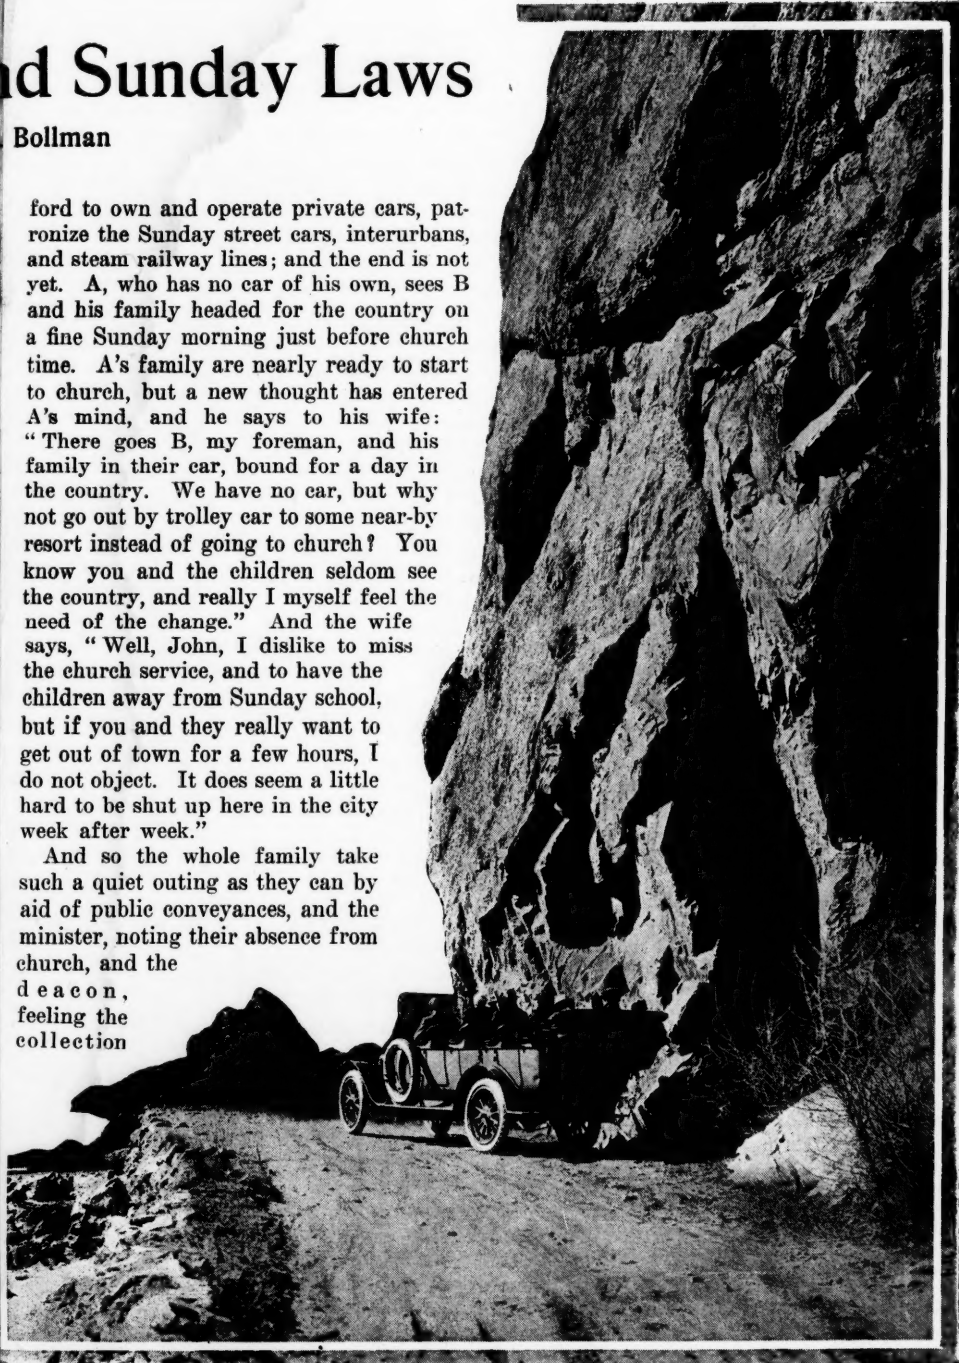 d Sunday Laws
Bollman
ford to own and operate private cars, pat-
ronize the Sunday street cars, interurbans,
and steam railway lines; and the end is not
yet. A, who has no car of his own, sees B
and his family headed for the country on
a fine Sunday morning just before church
time. A's family are nearly ready to start
to church, but a new thought has entered
A's mind, and he says to his wife:
“There goes B, my foreman, and his
family in their car, bound for a day in
the country. We have no car, but why
not go out by trolley car to some near-by
resort instead of going to church? You
know you and the children seldom see
the country, and really I myself feel the
need of the change.” And the wife
says, “Well, John, I dislike to miss
the church service, and to have the
children away from Sunday school,
but if you and they really want to
get out of town for a few hours, I
do not object. It does seem a little
hard to be shut up here in the city
week after week.”
And so the whole family take
such a quiet outing as they can by
aid of public conveyances, and the
minister, noting their absence from
church, and the
deacon,
feeling the
collection